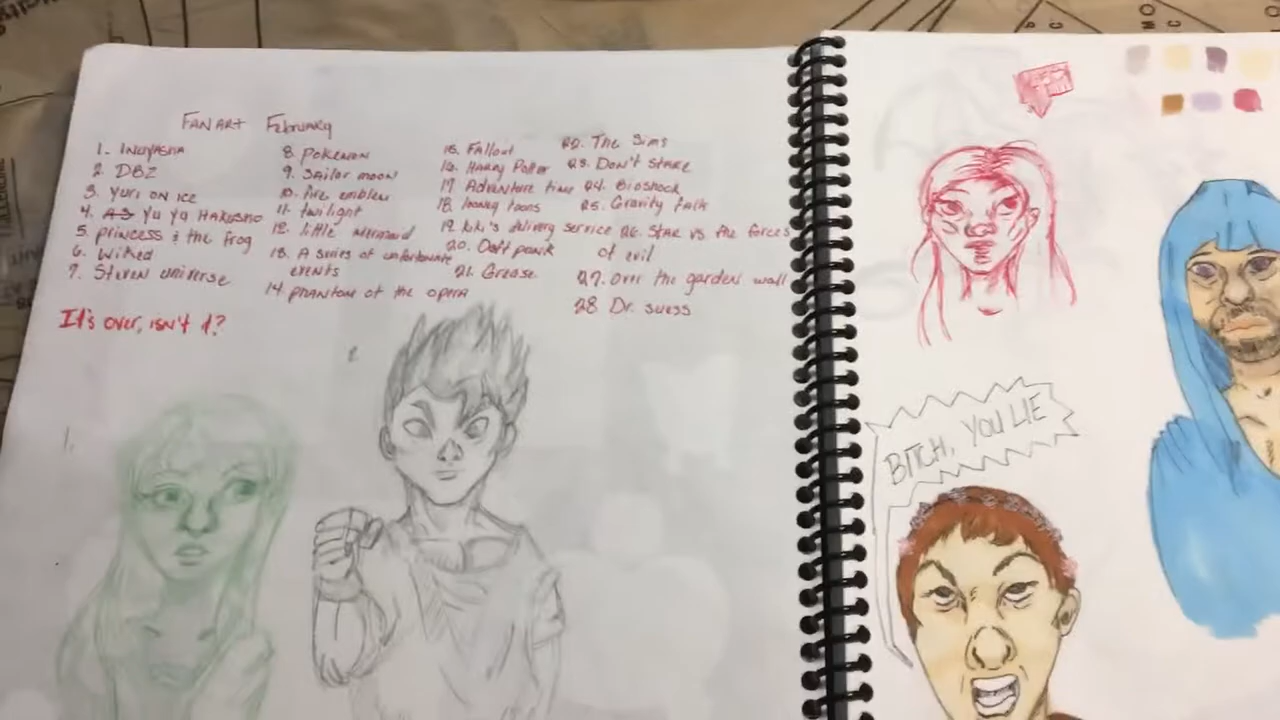 FANART February
1. INUYASHA
2. DBZ
3. YURI ON ICE
4. Yu Yu HAKUSHO
5. princess & the frog
6. Wicked
7. Steven universe
8. POKEMON
9. Sailor moon
10. Fire emblem
11. twilight
12. little mermaid
13. A series of unfortunate
events
14. phantom of the opera
15. Fallout
16. Harry Potter
17. Adventure time
18. looney toons
19. kiki's delivery service
20. Daft punk
21. Grease
22. The Sims
23. Don't Starve
24. Bioshock
25. Gravity falls
26. Star vs. the forces
of evil
27. Over the garden wall
28 Dr. suess
It's over, isn't it?
2.
1.
BITCH, YOU LIE